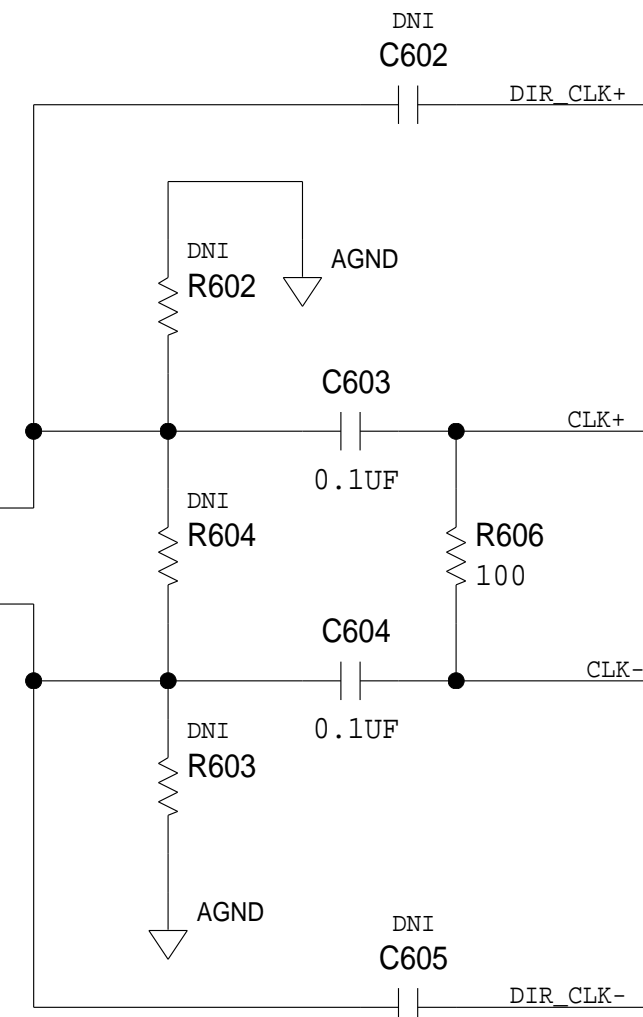 DNI
C602
DIR_CLK+
DNI
R602
AGND
C603
CLK+
0.1UF
DNI
R604
R606
100
C604
CLK-
0.1UF
DNI
R603
AGND
DNI
C605
DIR_CLK-